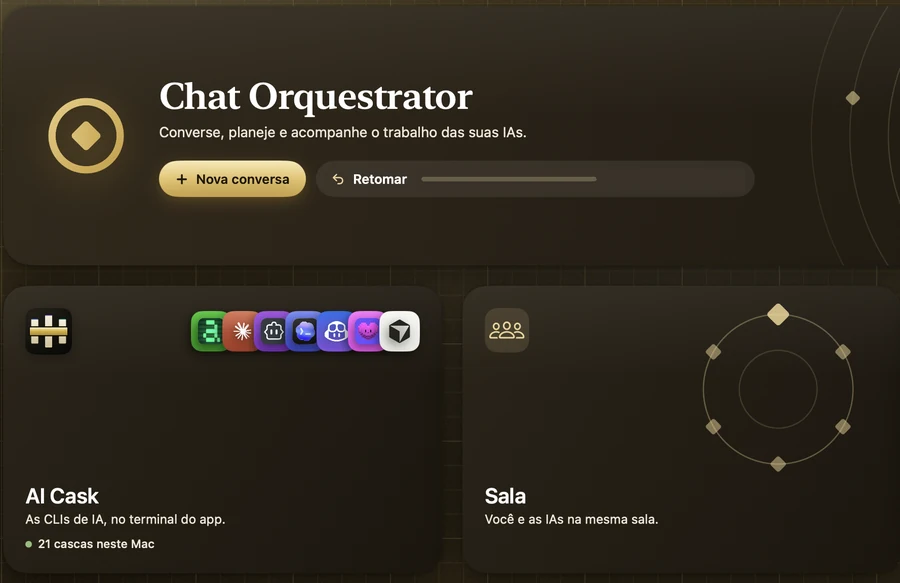 Chat Orquestrator
Converse, planeje e acompanhe o trabalho das suas IAs.
+ Nova conversa
Retomar
AI Cask
As CLIs de IA, no terminal do app.
21 cascas neste Mac
Sala
Você e as IAs na mesma sala.